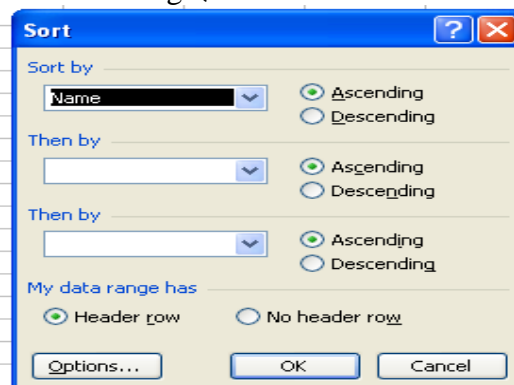 Sort
Sort by
Name
Ascending
Descending
Then by
Ascending
Descending
Then by
Ascending
Descending
My data range has
Header row
No header row
Options...
OK
Cancel